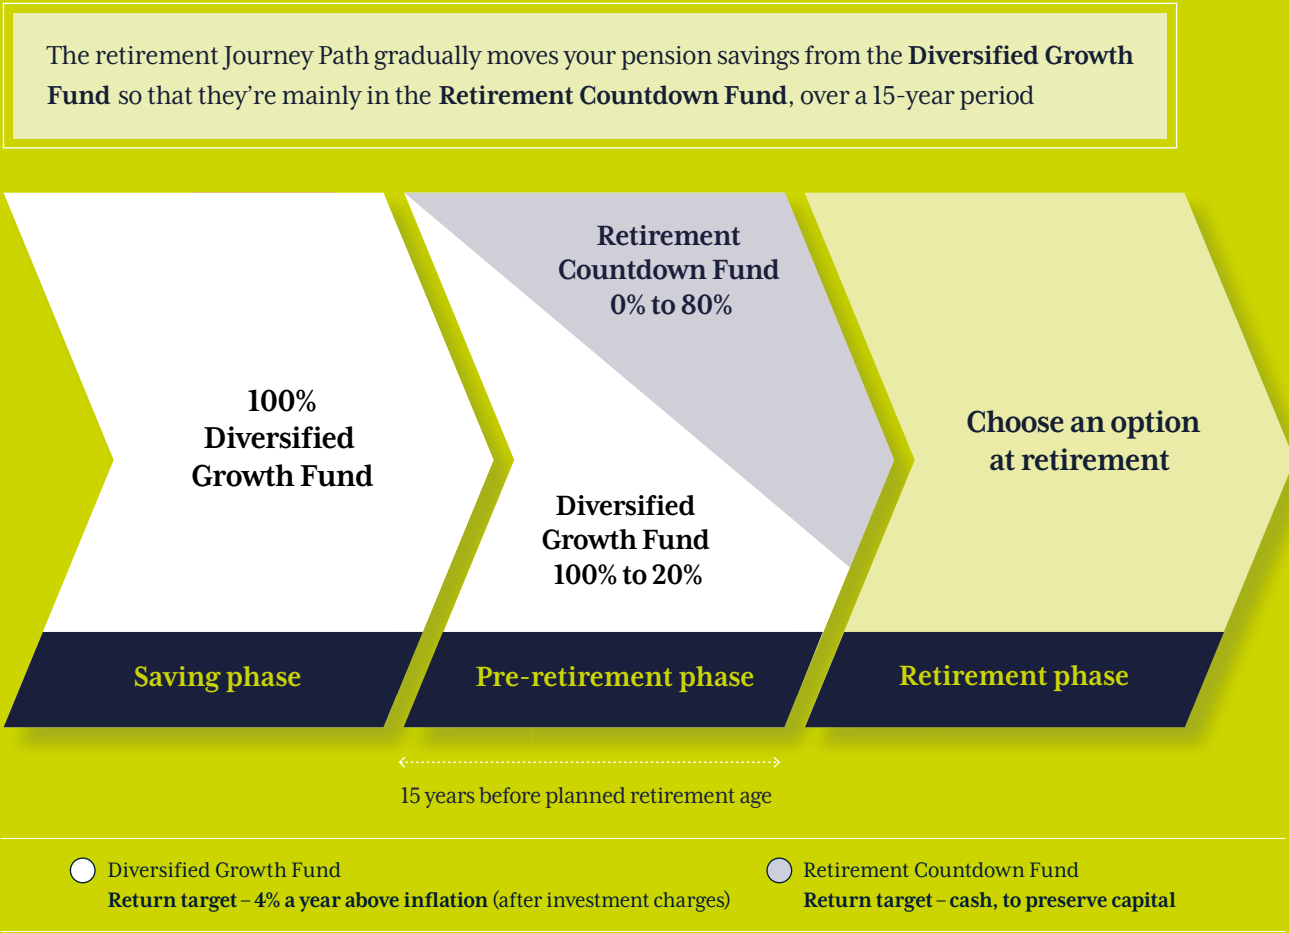 The retirement Journey Path gradually moves your pension savings from the Diversified Growth
Fund so that they’re mainly in the Retirement Countdown Fund, over a 15-year period
100%
Diversified
Growth Fund
Retirement
Countdown Fund
0% to 80%
Diversified
Growth Fund
100% to 20%
Choose an option
at retirement
Saving phase
Pre-retirement phase
Retirement phase
15 years before planned retirement age
Diversified Growth Fund
Return target – 4% a year above inflation (after investment charges)
Retirement Countdown Fund
Return target – cash, to preserve capital